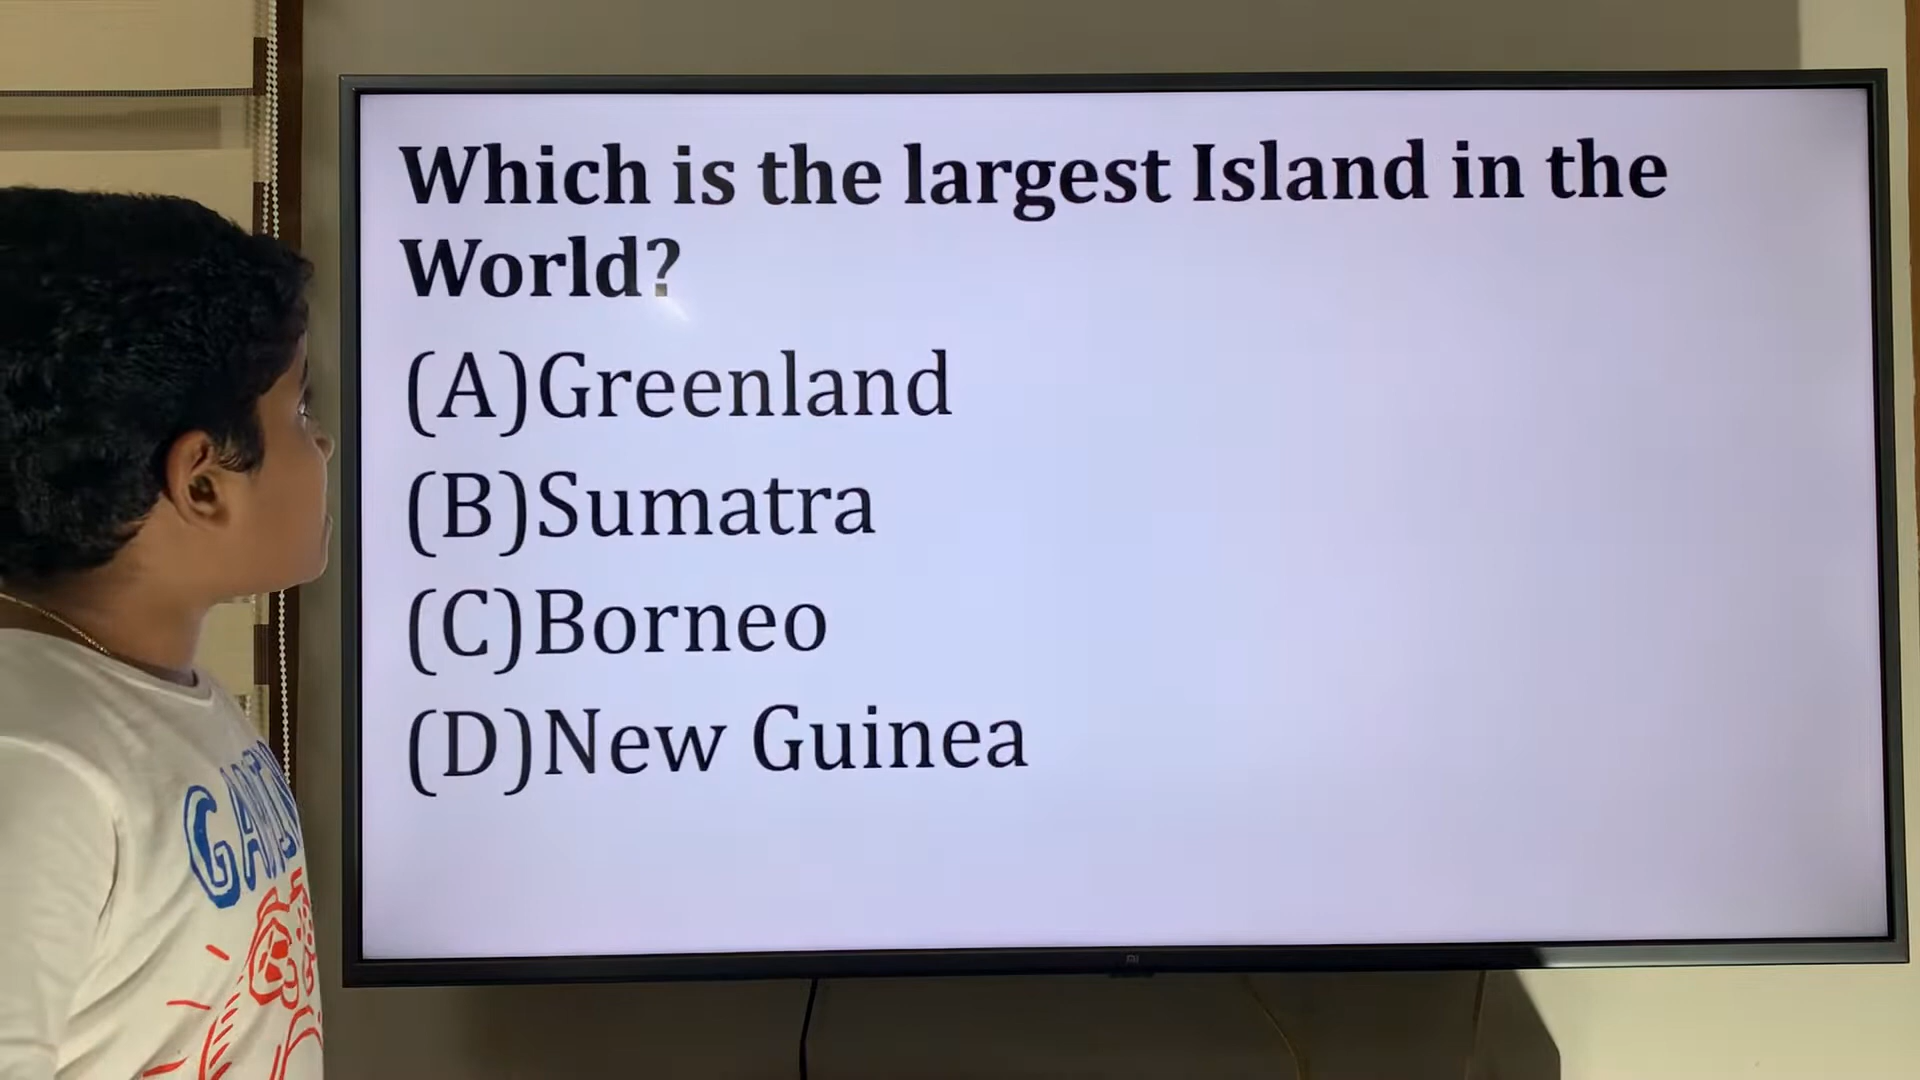 Which is the largest Island in the
World?
(A)Greenland
(B)Sumatra
(C)Borneo
(D)New Guinea